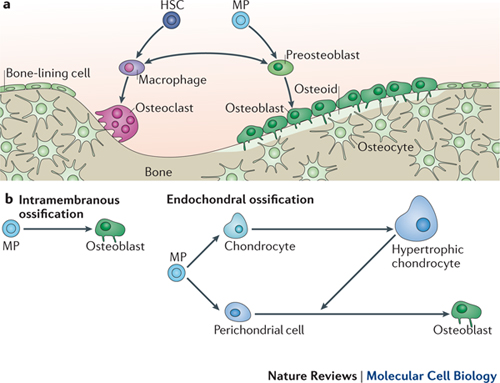 a
HSC
MP
Preosteoblast
Macrophage
Bone-lining cell
Osteoid
Osteoclast
Osteoblast
Osteocyte
Bone
b Intramembranous
ossification
MP
Osteoblast
Endochondral ossification
MP
Chondrocyte
Hypertrophic
chondrocyte
Perichondrial cell
Osteoblast
Nature Reviews | Molecular Cell Biology